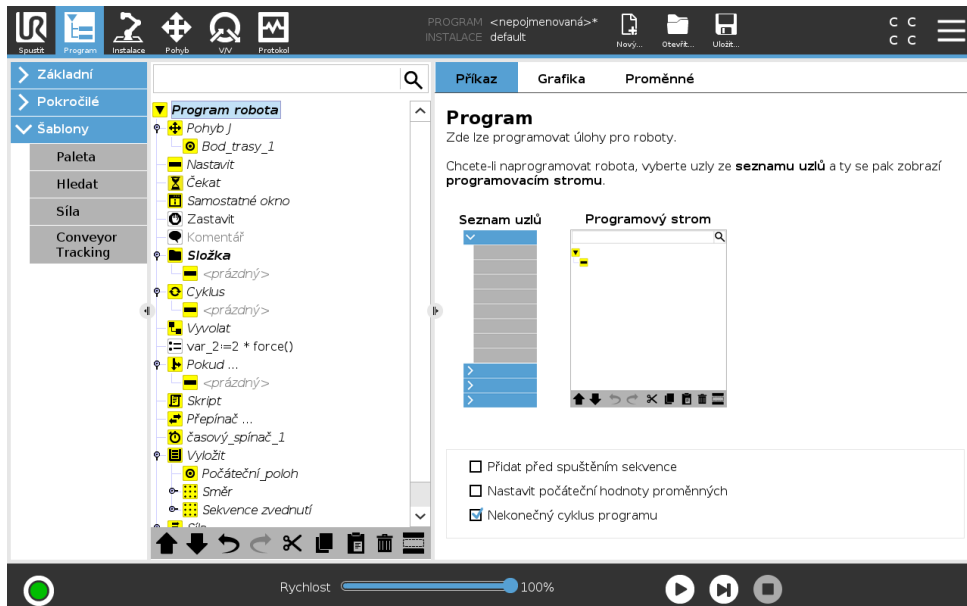 UR
PROGRAM <nepojmenovaná>*
INSTALACE default
C C
C C
Spustit Program Instalace Pohyb V/V Protokol Nový... Otevřít... Uložit...
Základní
Pokročilé
Šablony
Paleta
Hledat
Síla
Conveyor
Tracking
Program robota
Pohyb J
Bod_trasy_1
Nastavit
Čekat
Samostatné okno
Zastavit
Komentář
Složka
<prázdný>
Cyklus
<prázdný>
Vyvolat
var_2:=2 * force()
Pokud ...
<prázdný>
Skript
Přepínač ...
časový_spínač_1
Vyložit
Počáteční_poloh
Směr
Sekvence zvednutí
Síla
Příkaz Grafika Proměnné
Program
Zde lze programovat úlohy pro roboty.
Chcete-li naprogramovat robota, vyberte uzly ze seznamu uzlů a ty se pak zobrazí
programovacím stromu.
Seznam uzlů Programový strom
Přidat před spuštěním sekvence
Nastavit počáteční hodnoty proměnných
Nekonečný cyklus programu
Rychlost 100%